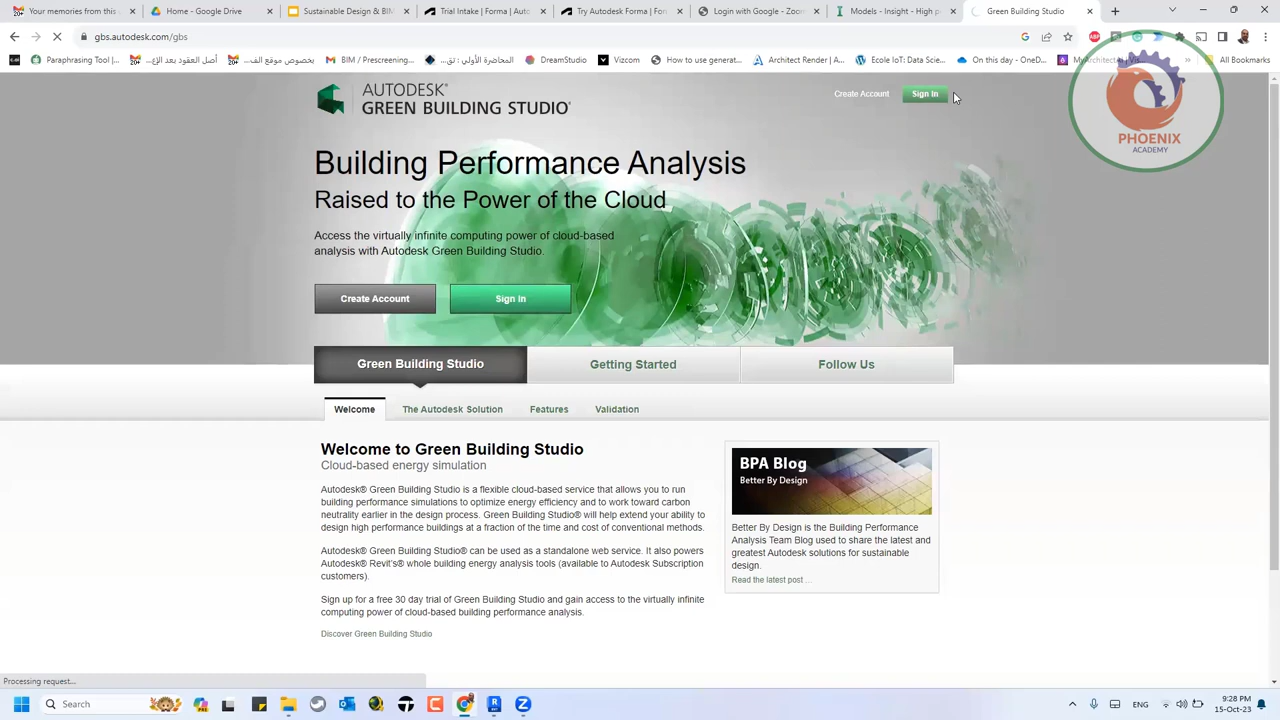 Your memories from this
Home - Google Drive
Sustainable Design & BIM
Trial Intake | Forma | Auto
Try Autodesk Forma | For
Login with Google - Zoom
Models - Insight - High p
Green Building Studio
gbs.autodesk.com/gbs
Paraphrasing Tool |
أصل العقود بعد الإ...
بخصوص موقع...
BIM / Prescreening...
المحاضرة الأولى : تق...
DreamStudio
Vizcom
How to use generat...
Architect Render | A...
Ecole IoT: Data Scie...
On this day - OneD...
All Bookmarks
AUTODESK®
GREEN BUILDING STUDIO®
Create Account
Sign In
PHOENIX
ACADEMY
Building Performance Analysis
Raised to the Power of the Cloud
Access the virtually infinite computing power of cloud-based
analysis with Autodesk Green Building Studio.
Create Account
Sign In
Green Building Studio
Getting Started
Follow Us
Welcome
The Autodesk Solution
Features
Validation
Welcome to Green Building Studio
Cloud-based energy simulation
Autodesk® Green Building Studio is a flexible cloud-based service that allows you to run
building performance simulations to optimize energy efficiency and to work toward carbon
neutrality earlier in the design process. Green Building Studio® will help extend your ability to
design high performance buildings at a fraction of the time and cost of conventional methods.
Autodesk® Green Building Studio® can be used as a standalone web service. It also powers
Autodesk® Revit's® whole building energy analysis tools (available to Autodesk Subscription
customers).
Sign up for a free 30 day trial of Green Building Studio and gain access to the virtually infinite
computing power of cloud-based building performance analysis.
Discover Green Building Studio
BPA Blog
Better By Design
Better By Design is the Building Performance
Analysis Team Blog used to share the latest and
greatest Autodesk solutions for sustainable
design.
Read the latest post ...
Processing request...
Search
ENG
9:28 PM
15-Oct-23